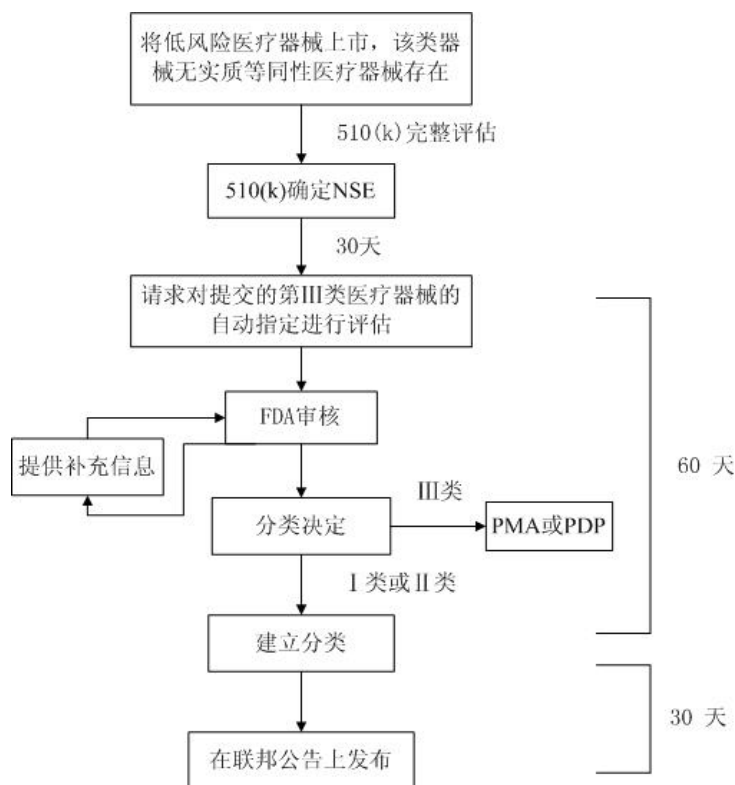 将低风险医疗器械上市，该类器
械无实质等同性医疗器械存在
510(k)完整评估
510(k)确定NSE
30天
请求对提交的第III类医疗器械的
自动指定进行评估
FDA审核
提供补充信息
60 天
III类
分类决定
PMA或PDP
I 类或II类
建立分类
30 天
在联邦公告上发布